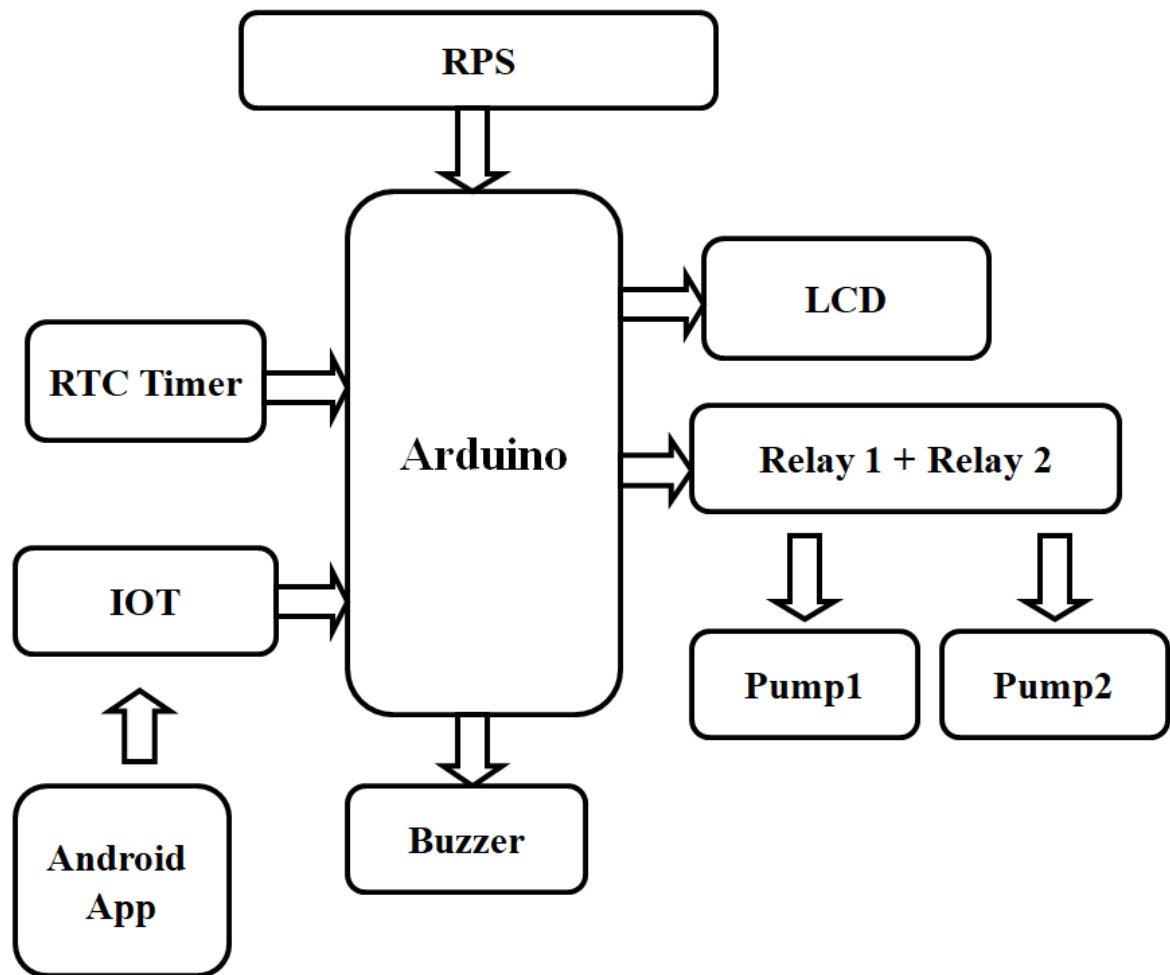 RPS
LCD
RTC Timer
Arduino
Relay 1 + Relay 2
IOT
Pump1
Pump2
Buzzer
Android
App